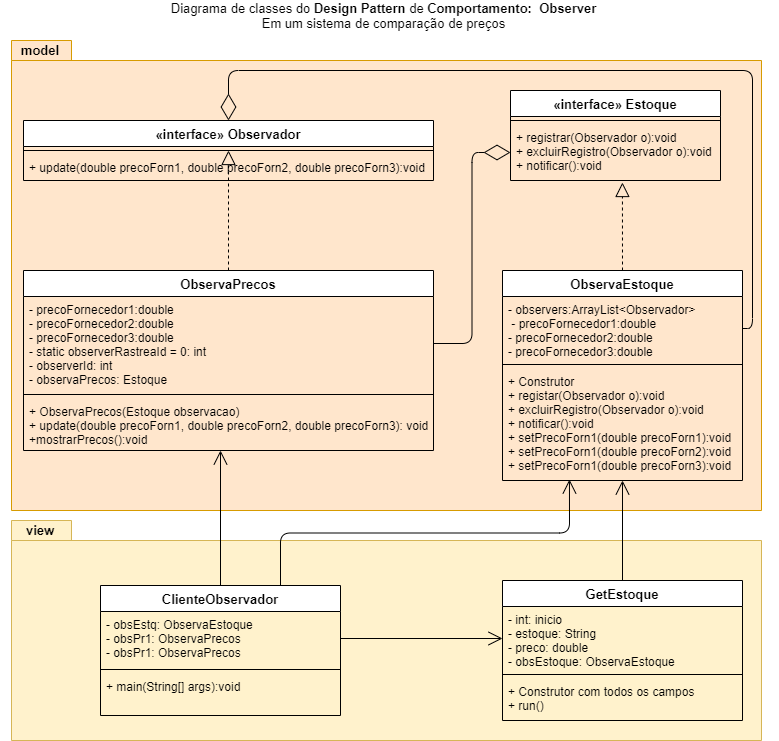 Diagrama de classes do Design Pattern de Comportamento: Observer
Em um sistema de comparação de preços
model
«interface» Observador
+ update(double precoForn1, double precoForn2, double precoForn3):void
«interface» Estoque
+ registrar(Observador o):void
+ excluirRegistro(Observador o):void
+ notificar():void
ObservaPrecos
- precoFornecedor1:double
- precoFornecedor2:double
- precoFornecedor3:double
- static observerRastreaId = 0: int
- observerId: int
- observaPrecos: Estoque
+ ObservaPrecos(Estoque observacao)
+ update(double precoForn1, double precoForn2, double precoForn3): void
+mostrarPrecos():void
ObservaEstoque
- observers:ArrayList<Observador>
- precoFornecedor1:double
- precoFornecedor2:double
- precoFornecedor3:double
+ Construtor
+ registar(Observador o):void
+ excluirRegistro(Observador o):void
+ notificar():void
+ setPrecoForn1(double precoForn1):void
+ setPrecoForn1(double precoForn2):void
+ setPrecoForn1(double precoForn3):void
view
ClienteObservador
- obsEstq: ObservaEstoque
- obsPr1: ObservaPrecos
- obsPr1: ObservaPrecos
+ main(String[] args):void
GetEstoque
- int: inicio
- estoque: String
- preco: double
- obsEstoque: ObservaEstoque
+ Construtor com todos os campos
+ run()